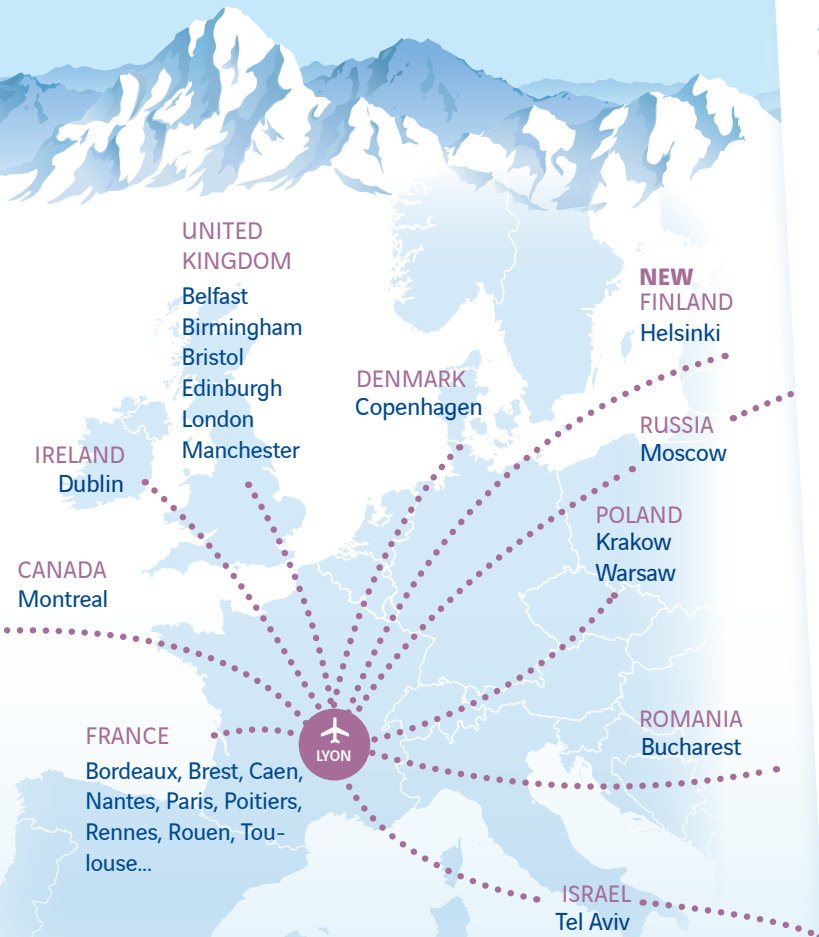 UNITED
KINGDOM
Belfast
Birmingham
Bristol
Edinburgh
London
Manchester
NEW
FINLAND
Helsinki
DENMARK
Copenhagen
RUSSIA
Moscow
IRELAND
Dublin
POLAND
Krakow
Warsaw
CANADA
Montreal
ROMANIA
Bucharest
FRANCE
Bordeaux, Brest, Caen,
Nantes, Paris, Poitiers,
Rennes, Rouen, Tou-
louse...
LYON
ISRAEL
Tel Aviv